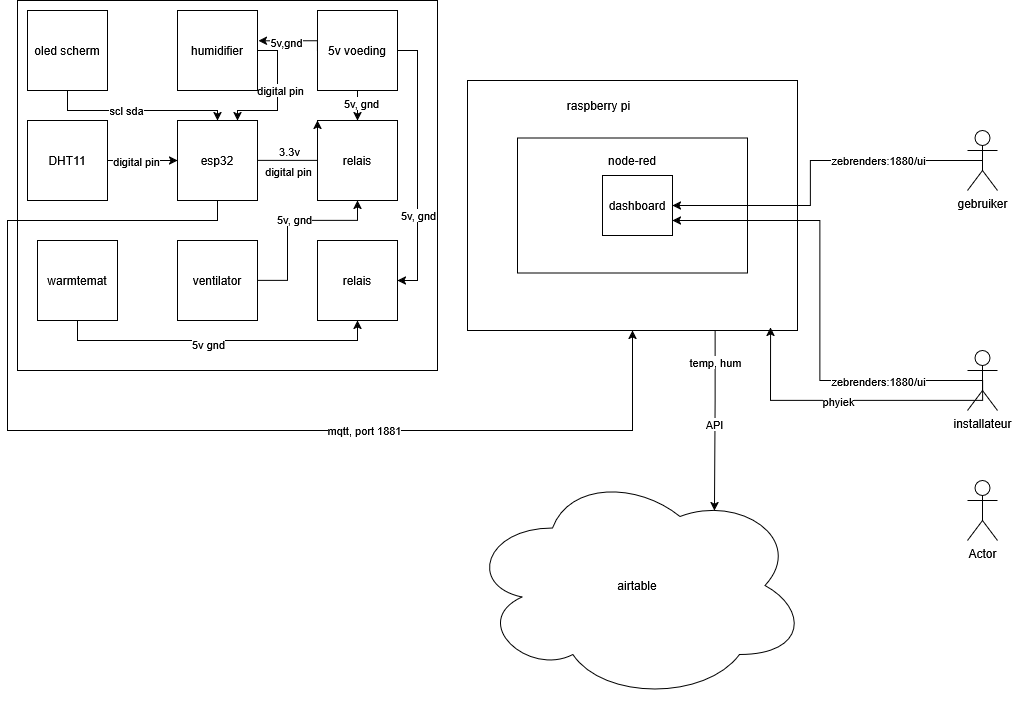 oled scherm
humidifier
5v,gnd
5v voeding
digital pin
scl sda
5v, gnd
DHT11
digital pin
esp32
3.3v
digital pin
relais
5v, gnd
5v, gnd
warmtemat
ventilator
relais
5v gnd
mqtt, port 1881
raspberry pi
node-red
dashboard
zebrenders:1880/ui
gebruiker
temp, hum
API
zebrenders:1880/ui
phyiek
installateur
airtable
Actor